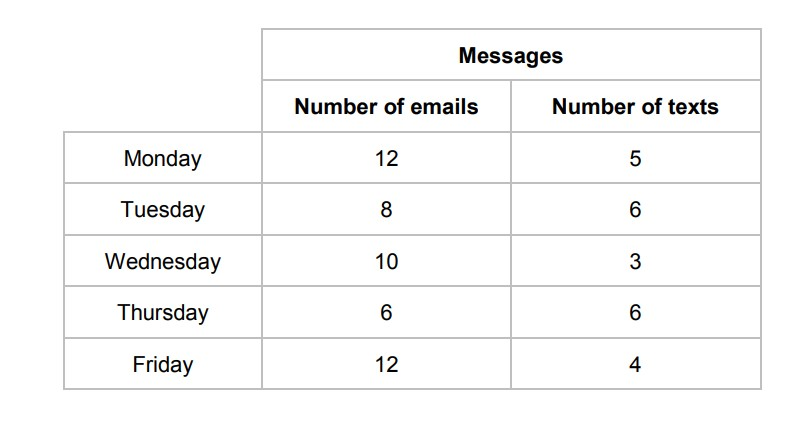 Messages
Number of emails Number of texts
Monday 12 5
Tuesday 8 6
Wednesday 10 3
Thursday 6 6
Friday 12 4